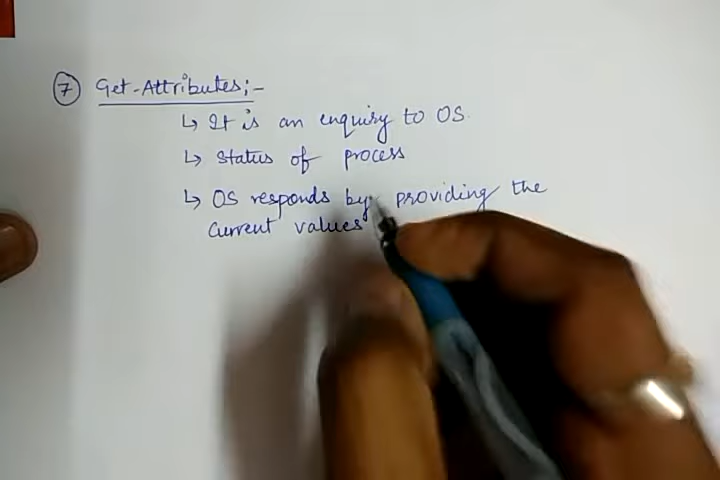 7 Get-Attributes:-
↳ It is an enquiry to OS.
↳ Status of process
↳ OS responds by providing the
current values